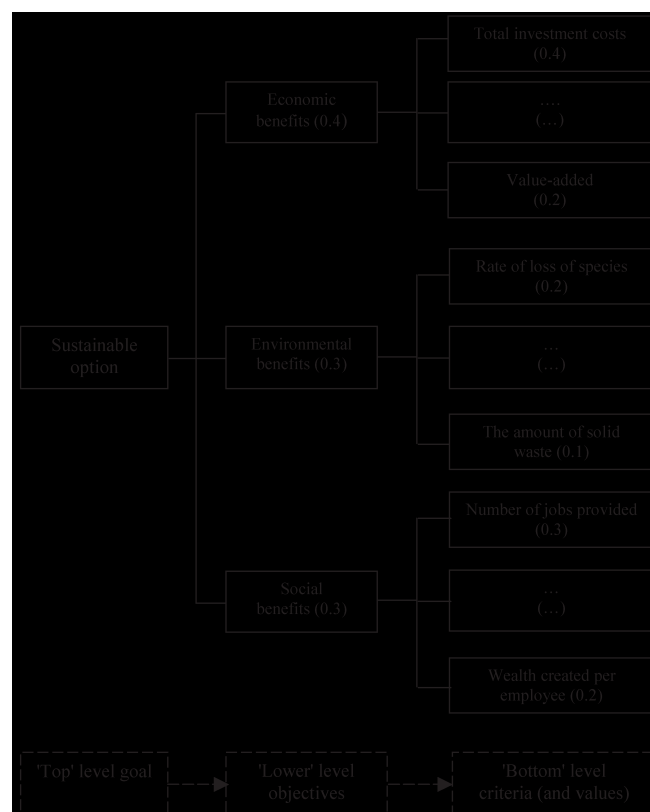 Total investment costs
(0.4)
Economic
benefits (0.4)
....
(…)
Value-added
(0.2)
Rate of loss of species
(0.2)
Sustainable
option
Environmental
benefits (0.3)
…
(…)
The amount of solid
waste (0.1)
Number of jobs provided
(0.3)
Social
benefits (0.3)
…
(…)
Wealth created per
employee (0.2)
'Top' level goal
'Lower' level
objectives
'Bottom' level
criteria (and values)